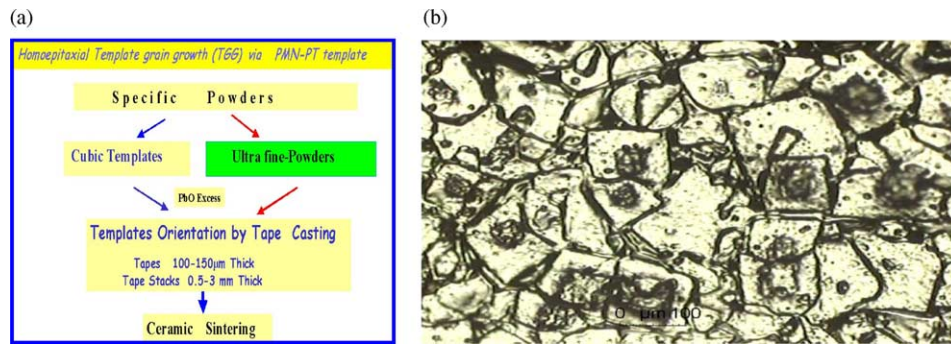 (a)
(b)
Homoepitaxial Template grain growth (TGG) via PMN-PT template
Specific Powders
Cubic Templates
Ultra fine-Powders
PbO Excess
Templates Orientation by Tape Casting
Tapes 100-150µm Thick
Tape Stacks 0.5-3 mm Thick
Ceramic Sintering
0 µm 100